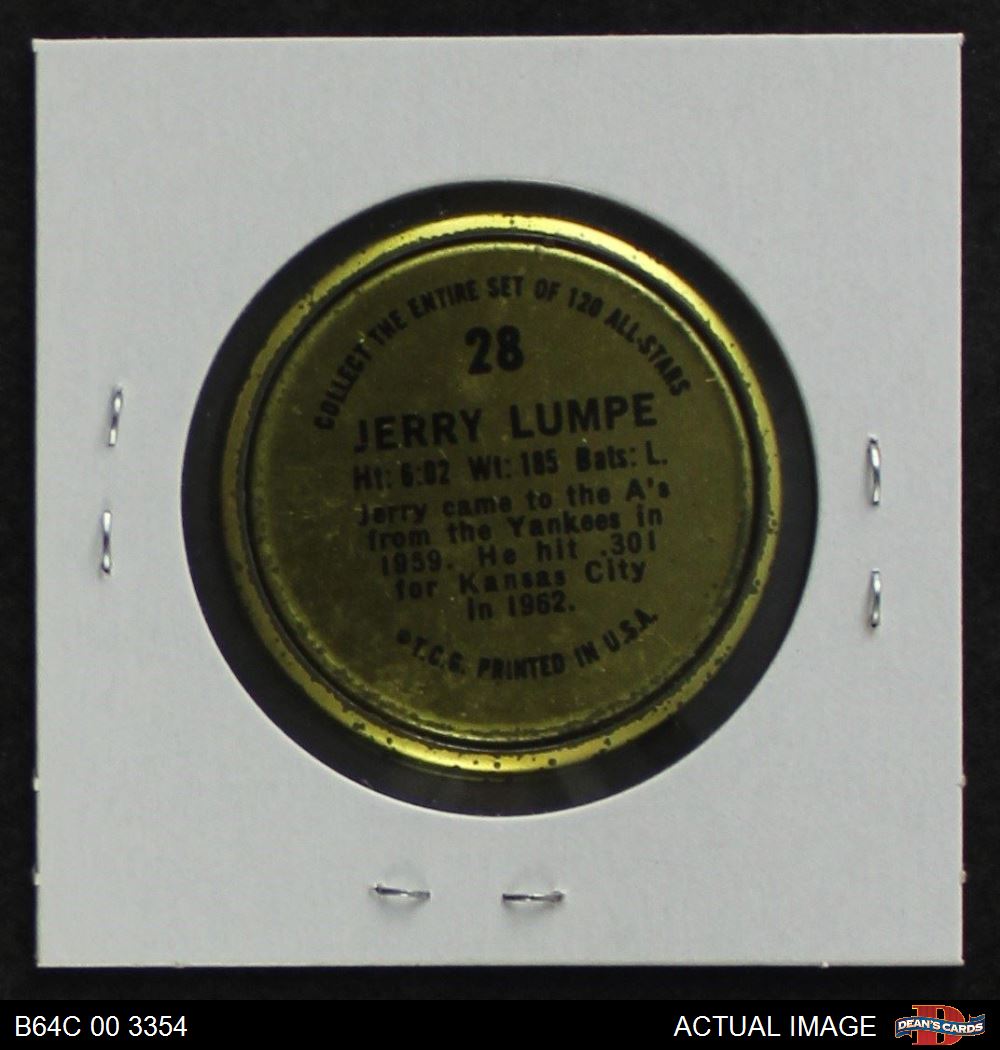 COLLECT THE ENTIRE SET OF 120 ALL-STARS
28
JERRY LUMPE
Ht: 6:02 Wt: 185 Bats: L.
Jerry came to the A's
from the Yankees in
1959. He hit .301
for Kansas City
in 1962.
©T.C.G. PRINTED IN U.S.A.
B64C 00 3354
ACTUAL IMAGE
D
DEAN'S CARDS